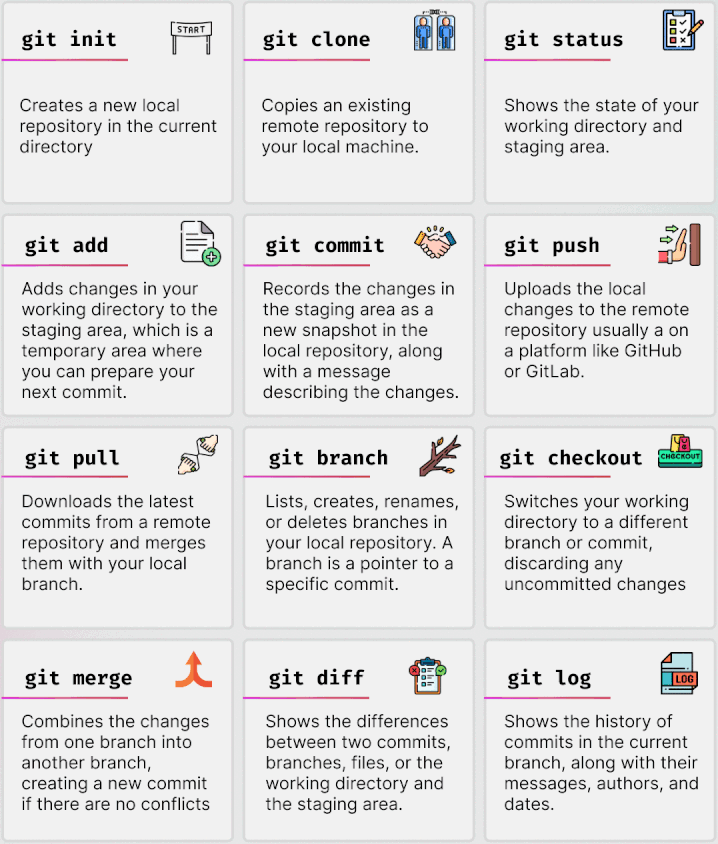 git init
START
Creates a new local
repository in the current
directory
git clone
Copies an existing
remote repository to
your local machine.
git status
Shows the state of your
working directory and
staging area.
git add
Adds changes in your
working directory to the
staging area, which is a
temporary area where
you can prepare your
next commit.
git commit
Records the changes in
the staging area as a
new snapshot in the
local repository, along
with a message
describing the changes.
git push
Uploads the local
changes to the remote
repository usually a on
a platform like GitHub
or GitLab.
git pull
Downloads the latest
commits from a remote
repository and merges
them with your local
branch.
git branch
Lists, creates, renames,
or deletes branches in
your local repository. A
branch is a pointer to a
specific commit.
git checkout
CHECKOUT
Switches your working
directory to a different
branch or commit,
discarding any
uncommitted changes
git merge
Combines the changes
from one branch into
another branch,
creating a new commit
if there are no conflicts
git diff
Shows the differences
between two commits,
branches, files, or the
working directory and
the staging area.
git log
LOG
Shows the history of
commits in the current
branch, along with their
messages, authors, and
dates.